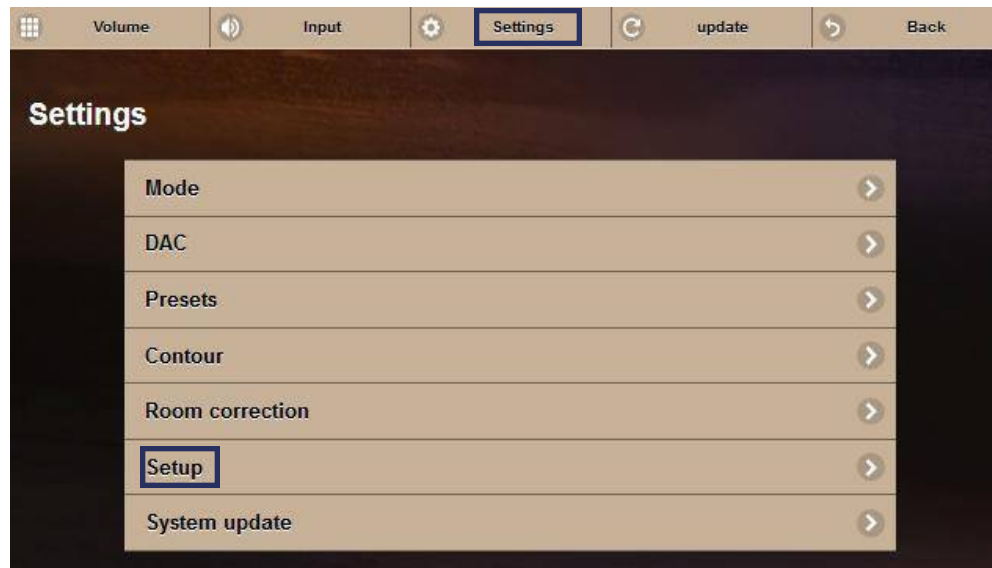 Volume Input Settings update Back
Settings
Mode
DAC
Presets
Contour
Room correction
Setup
System update